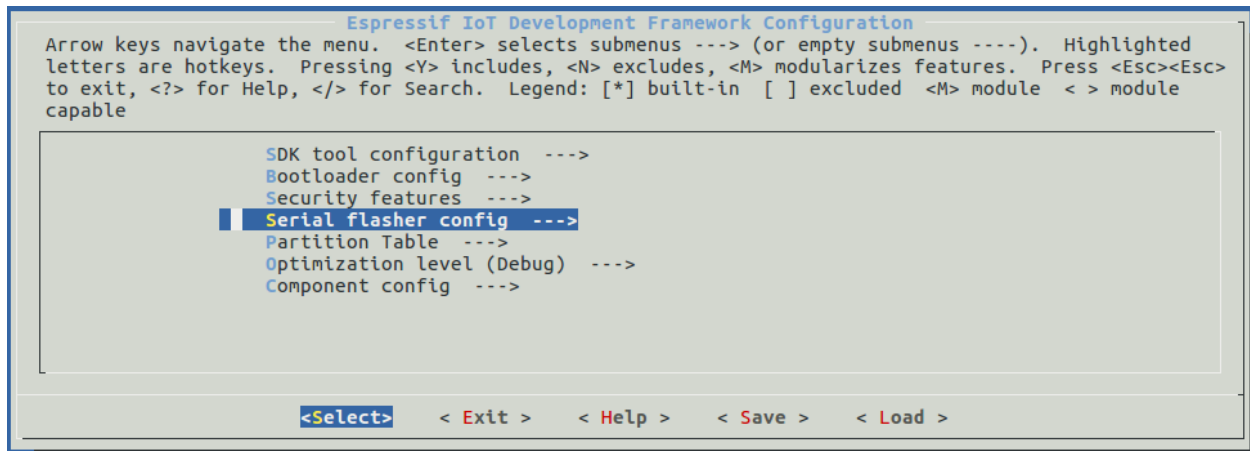 Espressif IoT Development Framework Configuration
Arrow keys navigate the menu.  <Enter> selects submenus ---> (or empty submenus ----).  Highlighted
letters are hotkeys.  Pressing <Y> includes, <N> excludes, <M> modularizes features.  Press <Esc><Esc>
to exit, <?> for Help, </> for Search.  Legend: [*] built-in  [ ] excluded  <M> module  < > module
capable
SDK tool configuration  --->
Bootloader config  --->
Security features  --->
Serial flasher config  --->
Partition Table  --->
Optimization level (Debug)  --->
Component config  --->
<Select>    < Exit >    < Help >    < Save >    < Load >